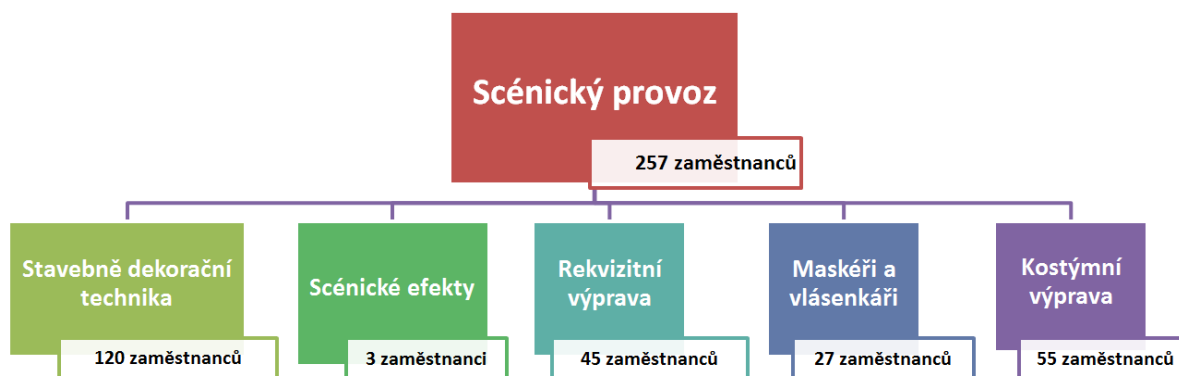 Scénický provoz
257 zaměstnanců
Stavebně dekorační
technika
120 zaměstnanců
Scénické efekty
3 zaměstnanci
Rekvizitní
výprava
45 zaměstnanců
Maskéři a
vlásenkáři
27 zaměstnanců
Kostýmní
výprava
55 zaměstnanců